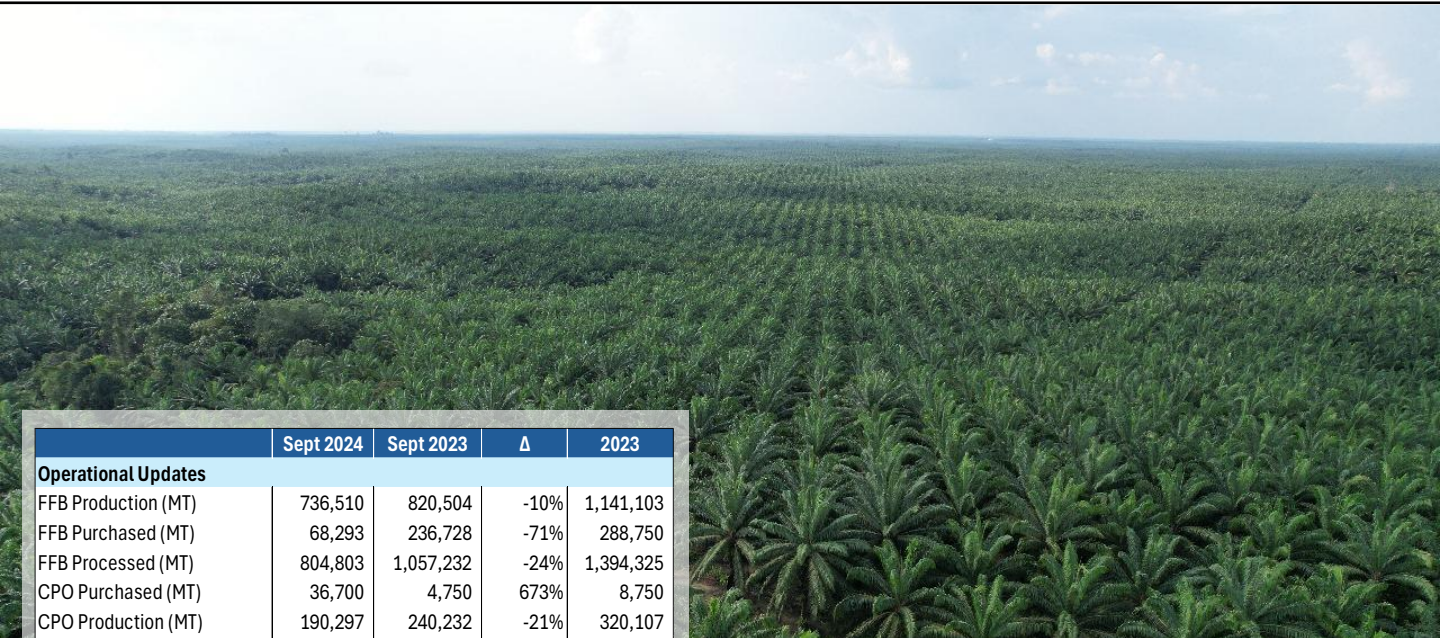 Sept 2024 Sept 2023 Δ 2023
Operational Updates
FFB Production (MT) 736,510 820,504 -10% 1,141,103
FFB Purchased (MT) 68,293 236,728 -71% 288,750
FFB Processed (MT) 804,803 1,057,232 -24% 1,394,325
CPO Purchased (MT) 36,700 4,750 673% 8,750
CPO Production (MT) 190,297 240,232 -21% 320,107